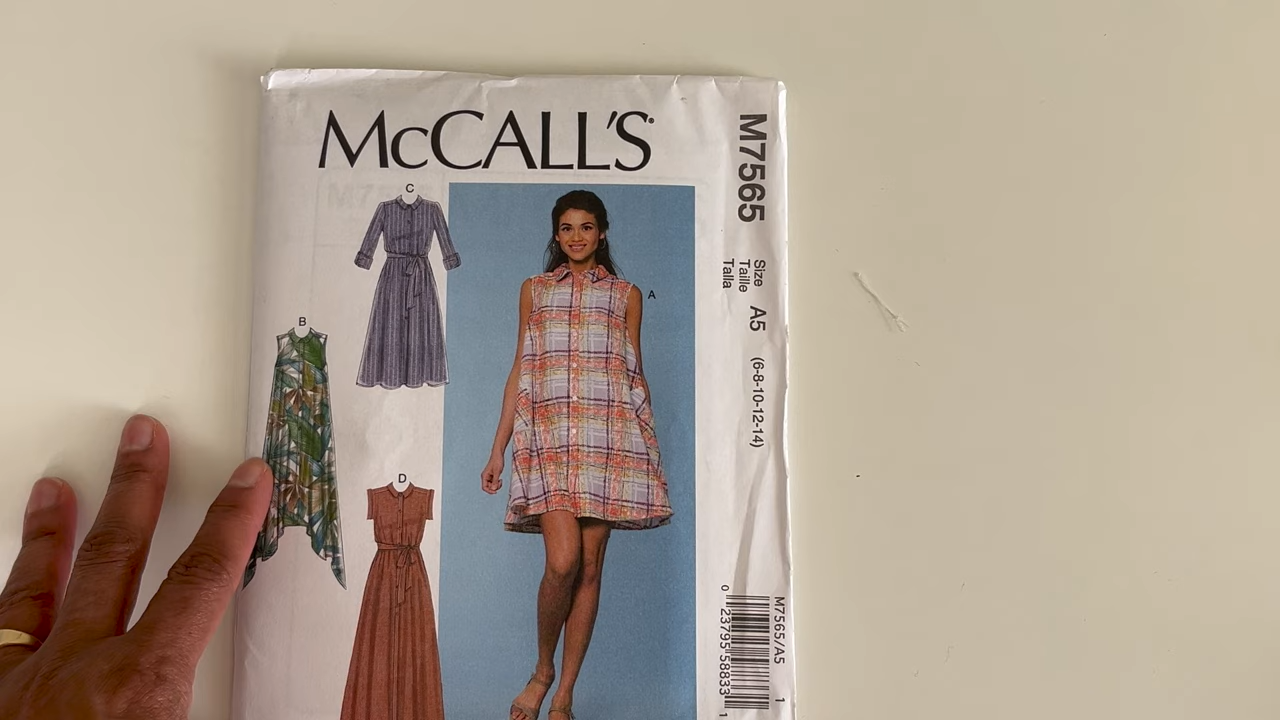 McCALL'S®
M7565
Size
Taille
Talla
A5
(6-8-10-12-14)
C
A
B
D
M7565/A5
1
0
23795 58833
1